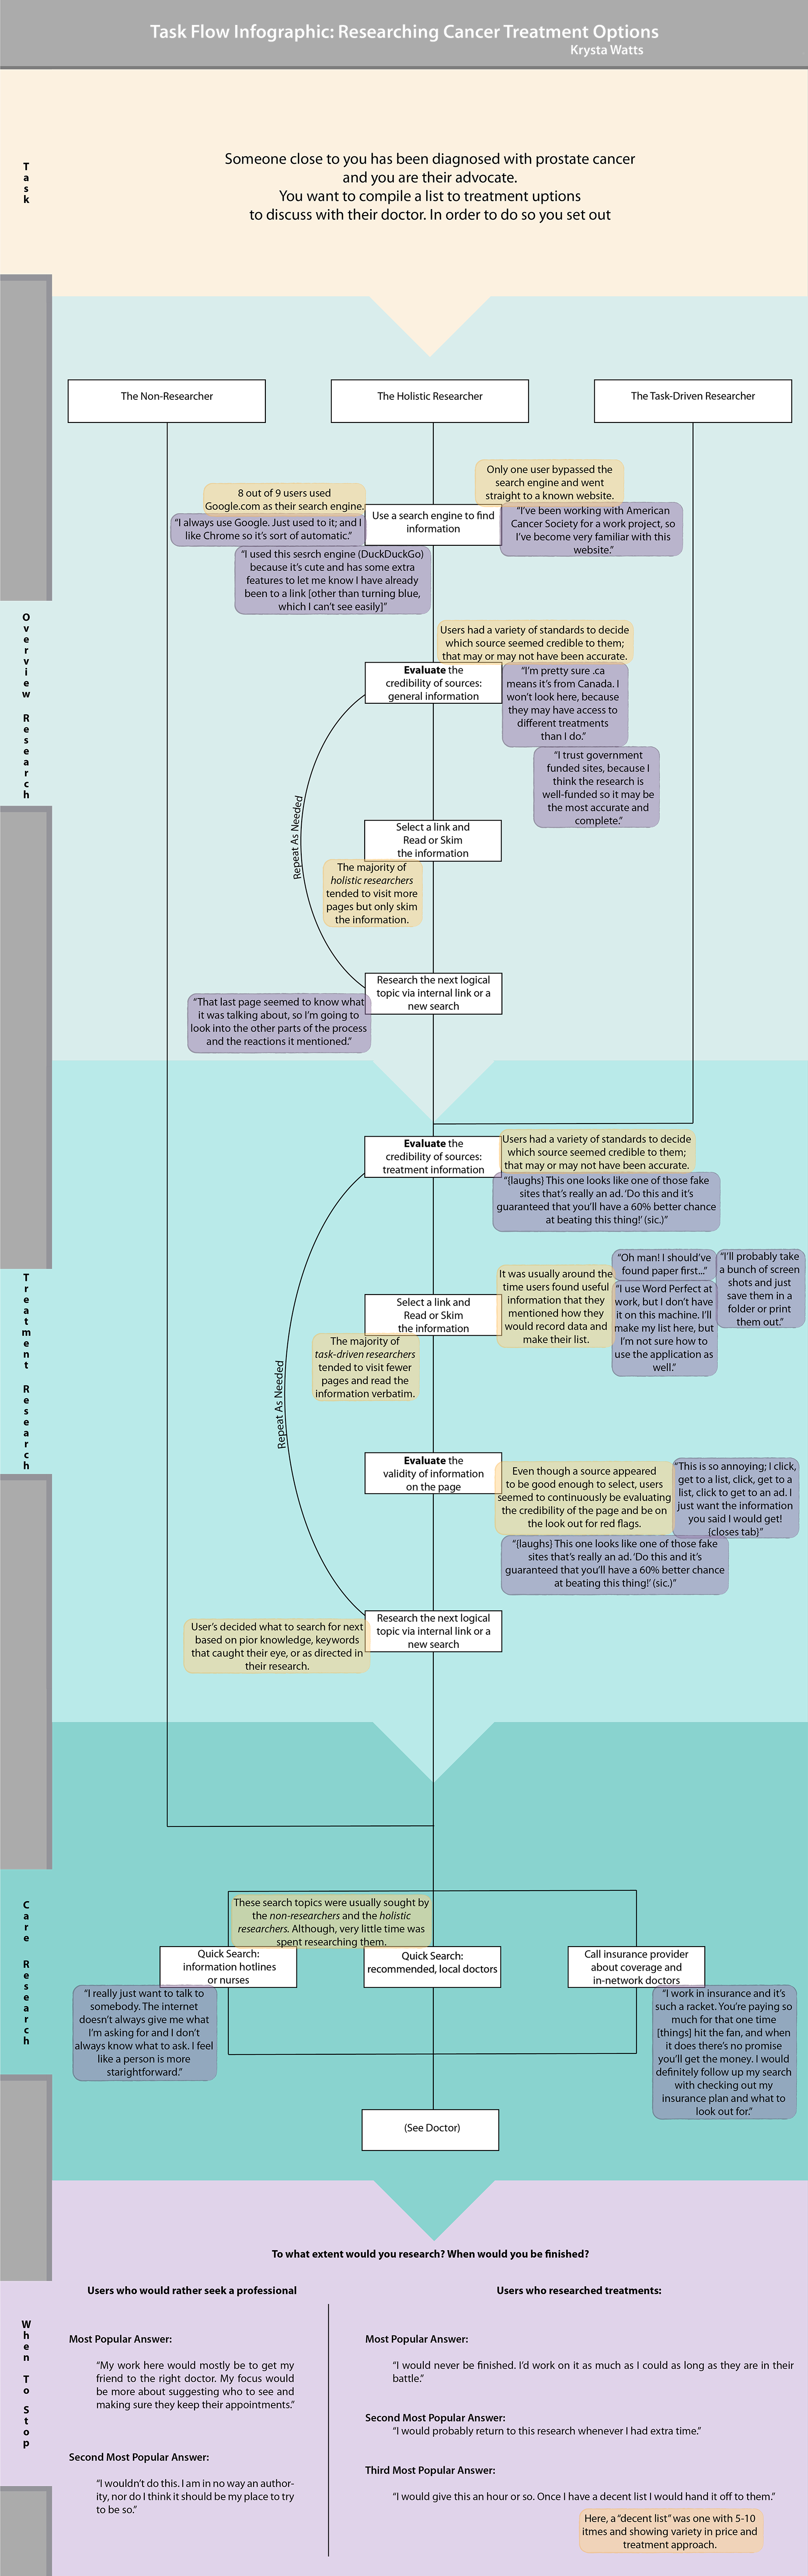 Task Flow Infographic: Researching Cancer Treatment Options
Krysta Watts
Task
Someone close to you has been diagnosed with prostate cancer
and you are their advocate.
You want to compile a list to treatment uptions
to discuss with their doctor. In order to do so you set out
Overview Research
The Non-Researcher
The Holistic Researcher
The Task-Driven Researcher
8 out of 9 users used
Google.com as their search engine.
Only one user bypassed the
search engine and went
straight to a known website.
Use a search engine to find
information
"I always use Google. Just used to it; and I
like Chrome so it's sort of automatic."
"I've been working with American
Cancer Society for a work project, so
I've become very familiar with this
website."
"I used this sesrch engine (DuckDuckGo)
because it's cute and has some extra
features to let me know I have already
been to a link [other than turning blue,
which I can't see easily]"
Users had a variety of standards to decide
which source seemed credible to them;
that may or may not have been accurate.
Evaluate the
credibility of sources:
general information
"I'm pretty sure .ca
means it's from Canada. I
won't look here, because
they may have access to
different treatments
than I do."
"I trust government
funded sites, because I
think the research is
well-funded so it may be
the most accurate and
complete."
Repeat As Needed
Select a link and
Read or Skim
the information
The majority of
holistic researchers
tended to visit more
pages but only skim
the information.
Research the next logical
topic via internal link or a
new search
"That last page seemed to know what
it was talking about, so I'm going to
look into the other parts of the process
and the reactions it mentioned."
Treatment Research
Evaluate the
credibility of sources:
treatment information
Users had a variety of standards to decide
which source seemed credible to them;
that may or may not have been accurate.
"{laughs} This one looks like one of those fake
sites that's really an ad. 'Do this and it's
guaranteed that you'll have a 60% better chance
at beating this thing!' (sic.)"
Repeat As Needed
Select a link and
Read or Skim
the information
It was usually around the
time users found useful
information that they
mentioned how they
would record data and
make their list.
"Oh man! I should've
found paper first..."
"I use Word Perfect at
work, but I don't have
it on this machine. I'll
make my list here, but
I'm not sure how to
use the application as
well."
"I'll probably take
a bunch of screen
shots and just
save them in a
folder or print
them out."
The majority of
task-driven researchers
tended to visit fewer
pages and read the
information verbatim.
Evaluate the
validity of information
on the page
Even though a source appeared
to be good enough to select, users
seemed to continuously be evaluating
the credibility of the page and be on
the look out for red flags.
"This is so annoying; I click,
get to a list, click, get to a
list, click to get to an ad. I
just want the information
you said I would get!
{closes tab}"
"{laughs} This one looks like one of those fake
sites that's really an ad. 'Do this and it's
guaranteed that you'll have a 60% better chance
at beating this thing!' (sic.)"
Research the next logical
topic via internal link or a
new search
User's decided what to search for next
based on pior knowledge, keywords
that caught their eye, or as directed in
their research.
Care Research
These search topics were usually sought by
the non-researchers and the holistic
researchers. Although, very little time was
spent researching them.
Quick Search:
information hotlines
or nurses
Quick Search:
recommended, local doctors
Call insurance provider
about coverage and
in-network doctors
"I really just want to talk to
somebody. The internet
doesn't always give me what
I'm asking for and I don't
always know what to ask. I feel
like a person is more
starightforward."
"I work in insurance and it's
such a racket. You're paying so
much for that one time
[things] hit the fan, and when
it does there's no promise
you'll get the money. I would
definitely follow up my search
with checking out my
insurance plan and what to
look out for."
(See Doctor)
When To Stop
To what extent would you research? When would you be finished?
Users who would rather seek a professional
Most Popular Answer:
"My work here would mostly be to get my
friend to the right doctor. My focus would
be more about suggesting who to see and
making sure they keep their appointments."
Second Most Popular Answer:
"I wouldn't do this. I am in no way an author-
ity, nor do I think it should be my place to try
to be so."
Users who researched treatments:
Most Popular Answer:
"I would never be finished. I'd work on it as much as I could as long as they are in their
battle."
Second Most Popular Answer:
"I would probably return to this research whenever I had extra time."
Third Most Popular Answer:
"I would give this an hour or so. Once I have a decent list I would hand it off to them."
Here, a "decent list" was one with 5-10
itmes and showing variety in price and
treatment approach.